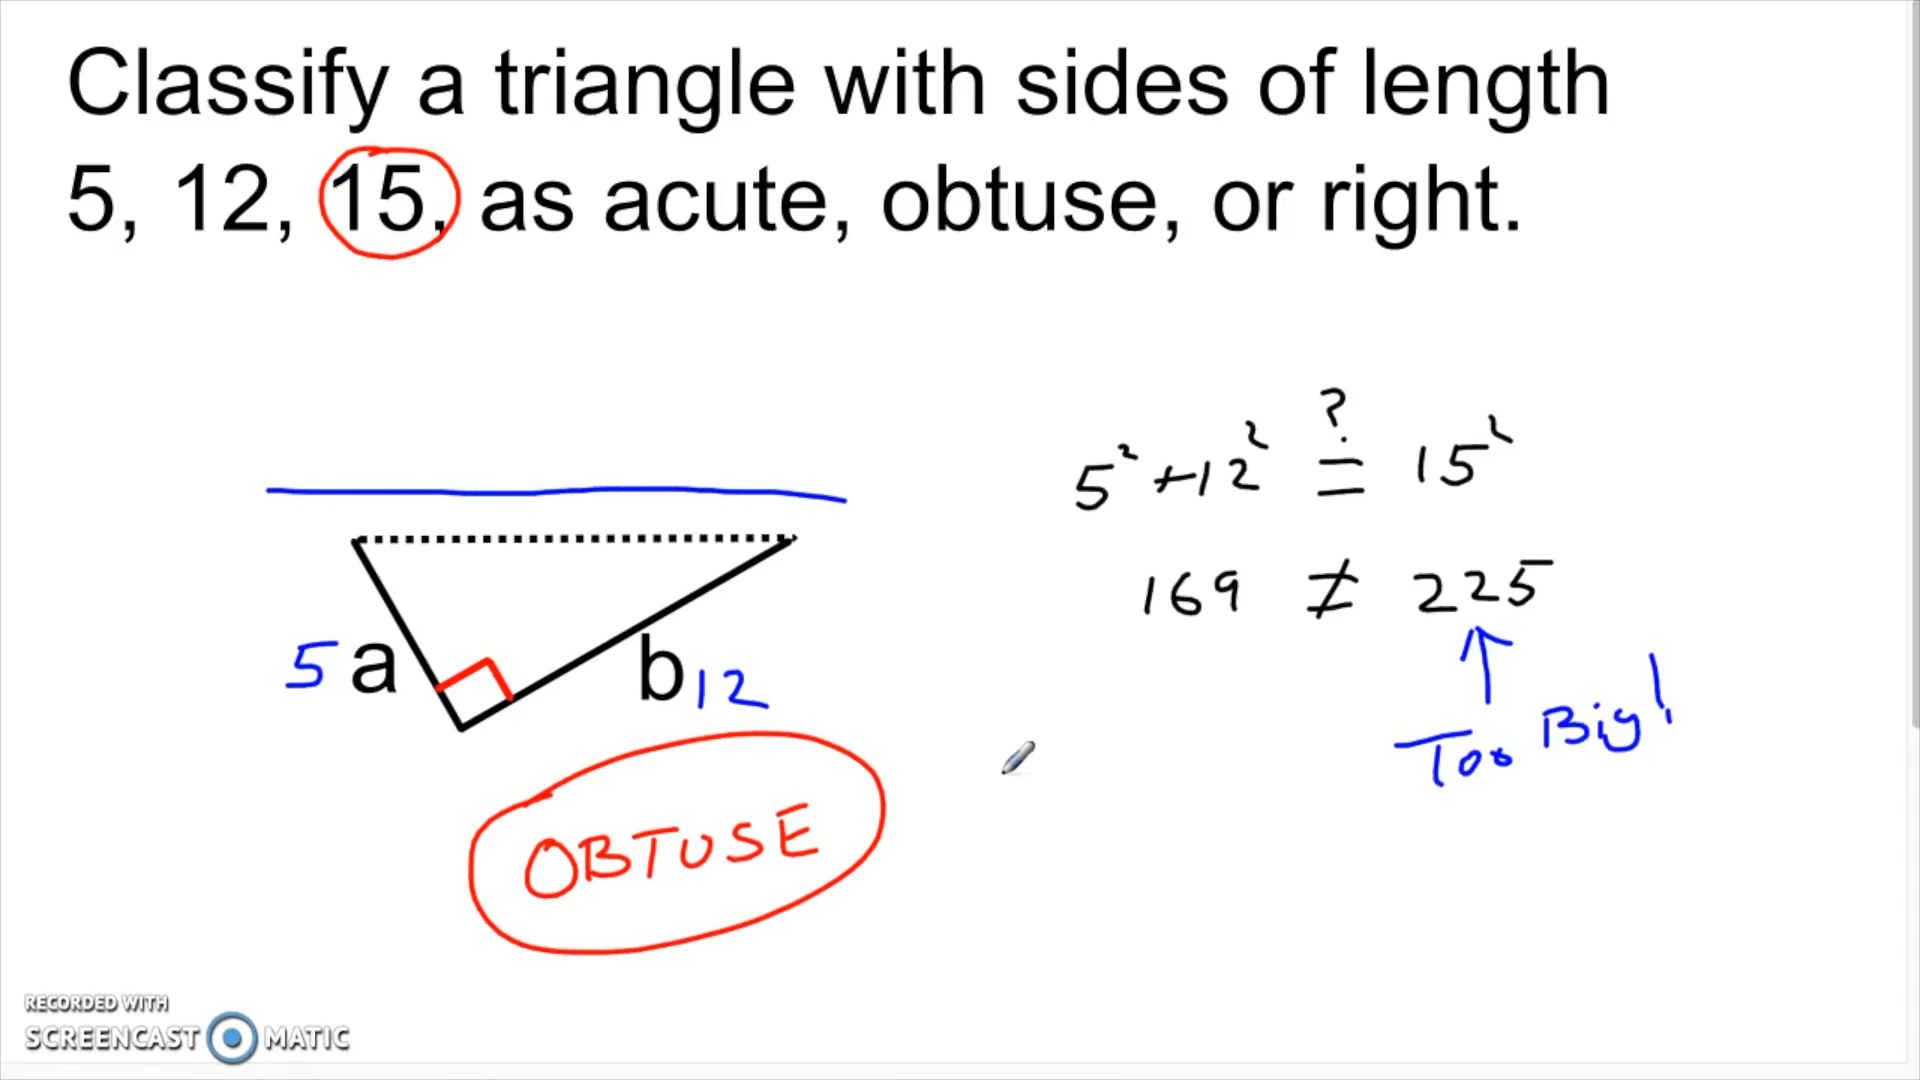 Classify a triangle with sides of length
5, 12, 15, as acute, obtuse, or right.
5² + 12² ≟ 15²
169 ≠ 225
5 a
b 12
Too Big!
OBTUSE
RECORDED WITH
SCREENCAST MATIC